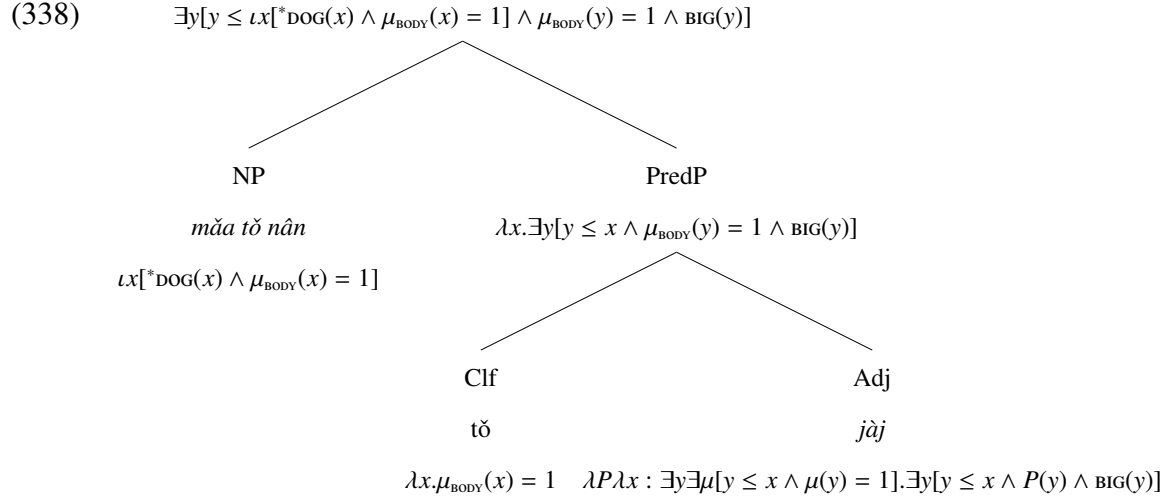 (338) ∃y[y ≤ ιx[*DOG(x) ∧ μBODY(x) = 1] ∧ μBODY(y) = 1 ∧ BIG(y)]
NP PredP
mǎa tǒ nân λx.∃y[y ≤ x ∧ μBODY(y) = 1 ∧ BIG(y)]
ιx[*DOG(x) ∧ μBODY(x) = 1]
Clf Adj
tǒ jàj
λx.μBODY(x) = 1 λPλx : ∃y∃μ[y ≤ x ∧ μ(y) = 1].∃y[y ≤ x ∧ P(y) ∧ BIG(y)]